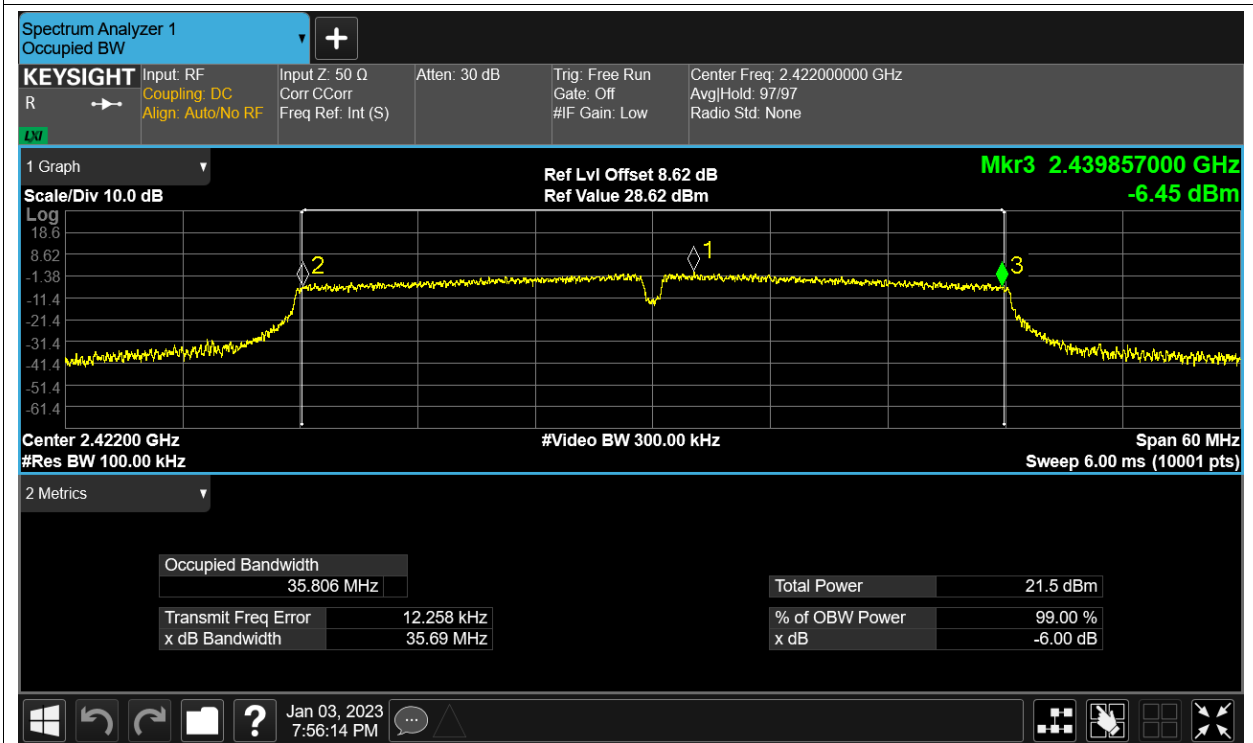 Spectrum Analyzer 1
Occupied BW
KEYSIGHT
R
LXI
Input: RF
Coupling: DC
Align: Auto/No RF
Input Z: 50 Ω
Corr CCorr
Freq Ref: Int (S)
Atten: 30 dB
Trig: Free Run
Gate: Off
#IF Gain: Low
Center Freq: 2.422000000 GHz
Avg|Hold: 97/97
Radio Std: None
1 Graph
Scale/Div 10.0 dB
Ref Lvl Offset 8.62 dB
Ref Value 28.62 dBm
Mkr3 2.439857000 GHz
-6.45 dBm
Log
18.6
8.62
-1.38
-11.4
-21.4
-31.4
-41.4
-51.4
-61.4
2
1
3
Center 2.42200 GHz
#Res BW 100.00 kHz
#Video BW 300.00 kHz
Span 60 MHz
Sweep 6.00 ms (10001 pts)
2 Metrics
Occupied Bandwidth
35.806 MHz
Transmit Freq Error 12.258 kHz
x dB Bandwidth 35.69 MHz
Total Power 21.5 dBm
% of OBW Power 99.00 %
x dB -6.00 dB
?
Jan 03, 2023
7:56:14 PM